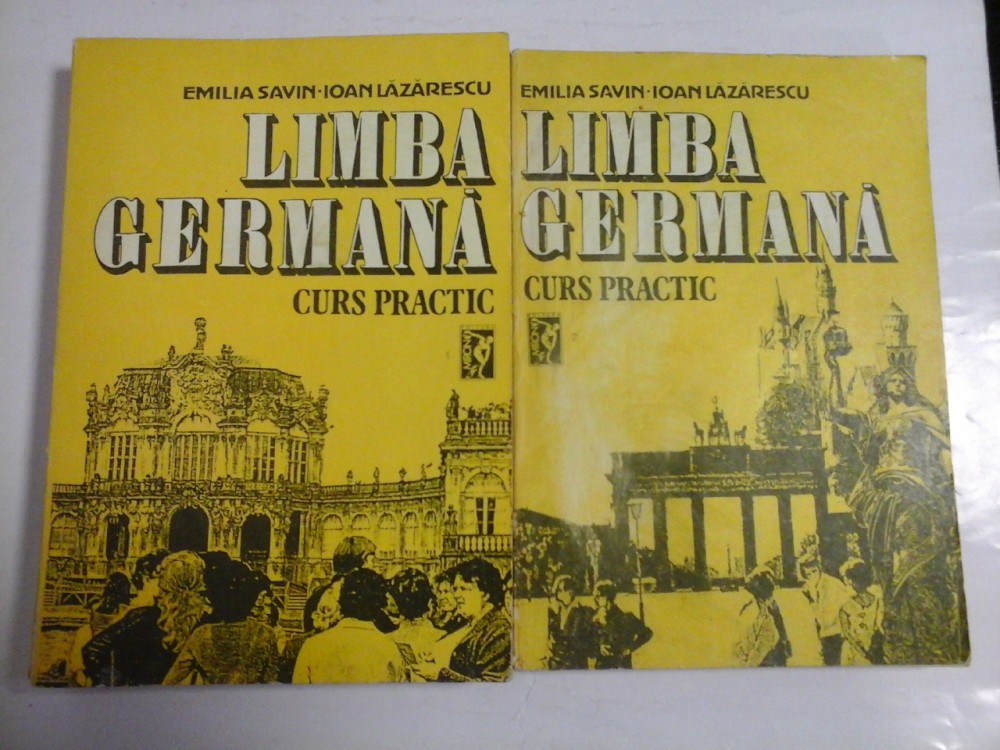 EMILIA SAVIN·IOAN LĂZĂRESCU
LIMBA
GERMANĂ
CURS PRACTIC
EMILIA SAVIN·IOAN LĂZĂRESCU
LIMBA
GERMANĂ
CURS PRACTIC